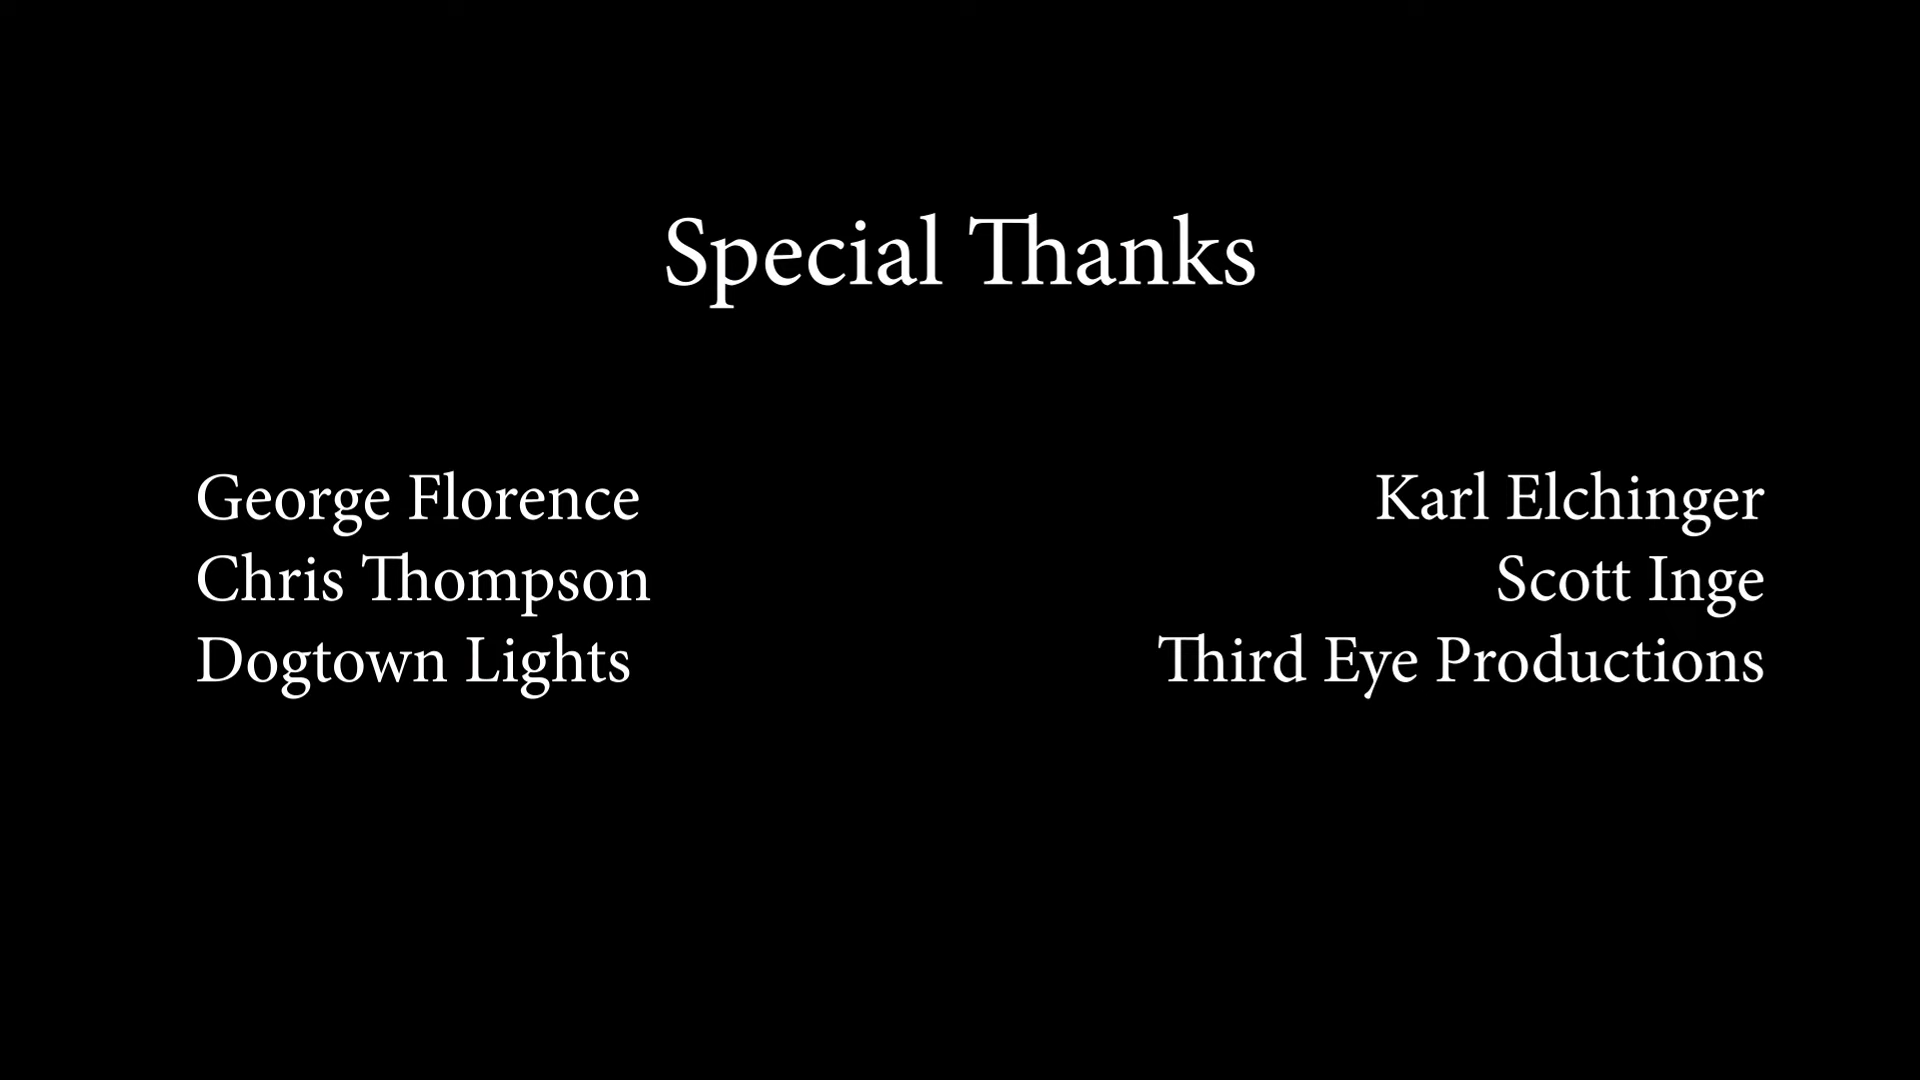 Special Thanks
George Florence
Chris Thompson
Dogtown Lights
Karl Elchinger
Scott Inge
Third Eye Productions